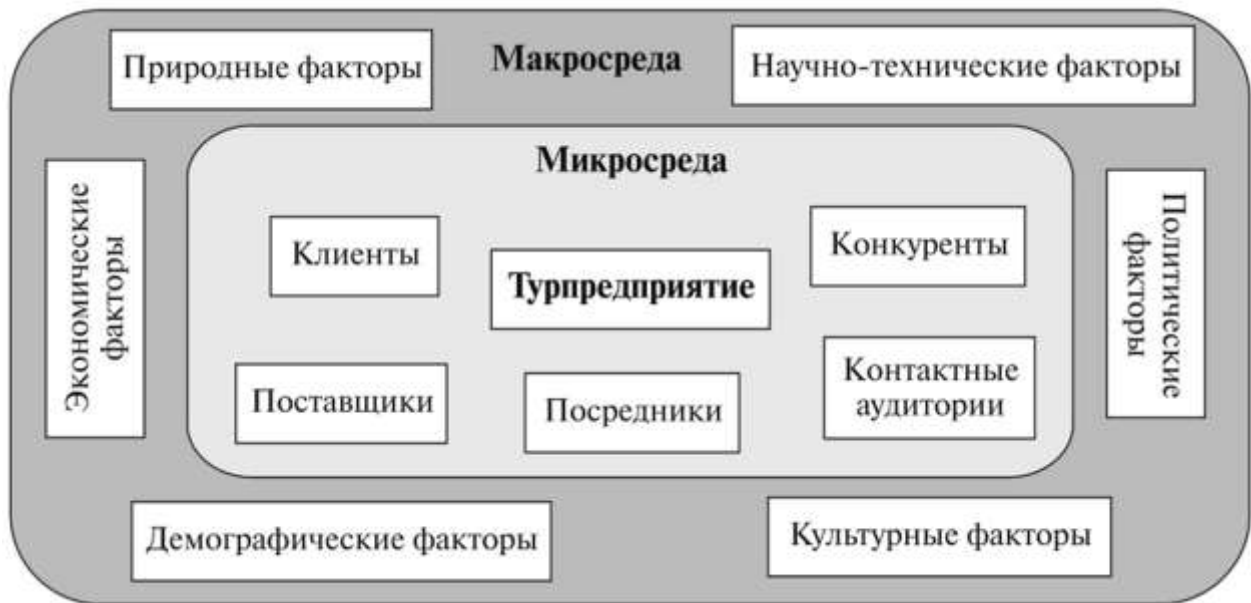 Природные факторы
Макросреда
Научно-технические факторы
Экономические
факторы
Микросреда
Политические
факторы
Клиенты
Турпредприятие
Конкуренты
Поставщики
Посредники
Контактные
аудитории
Демографические факторы
Культурные факторы